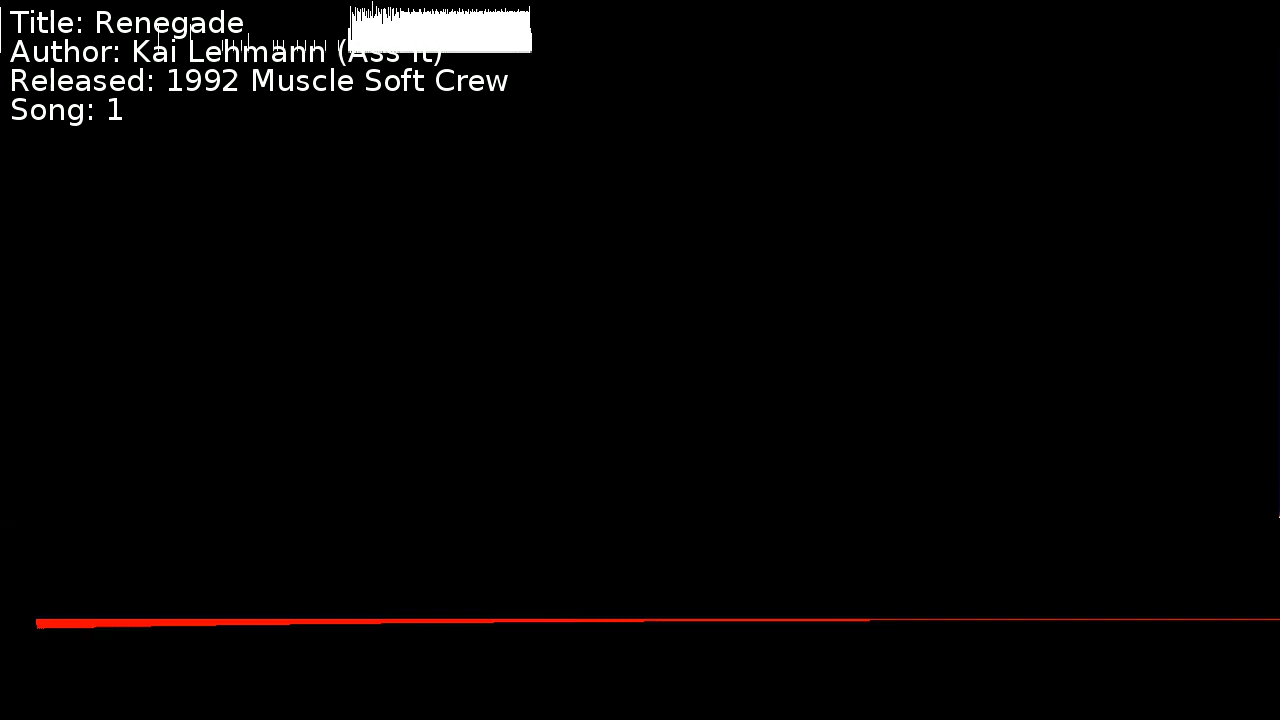 Title: Renegade
Author: Kai Lehmann (Ass It)
Released: 1992 Muscle Soft Crew
Song: 1